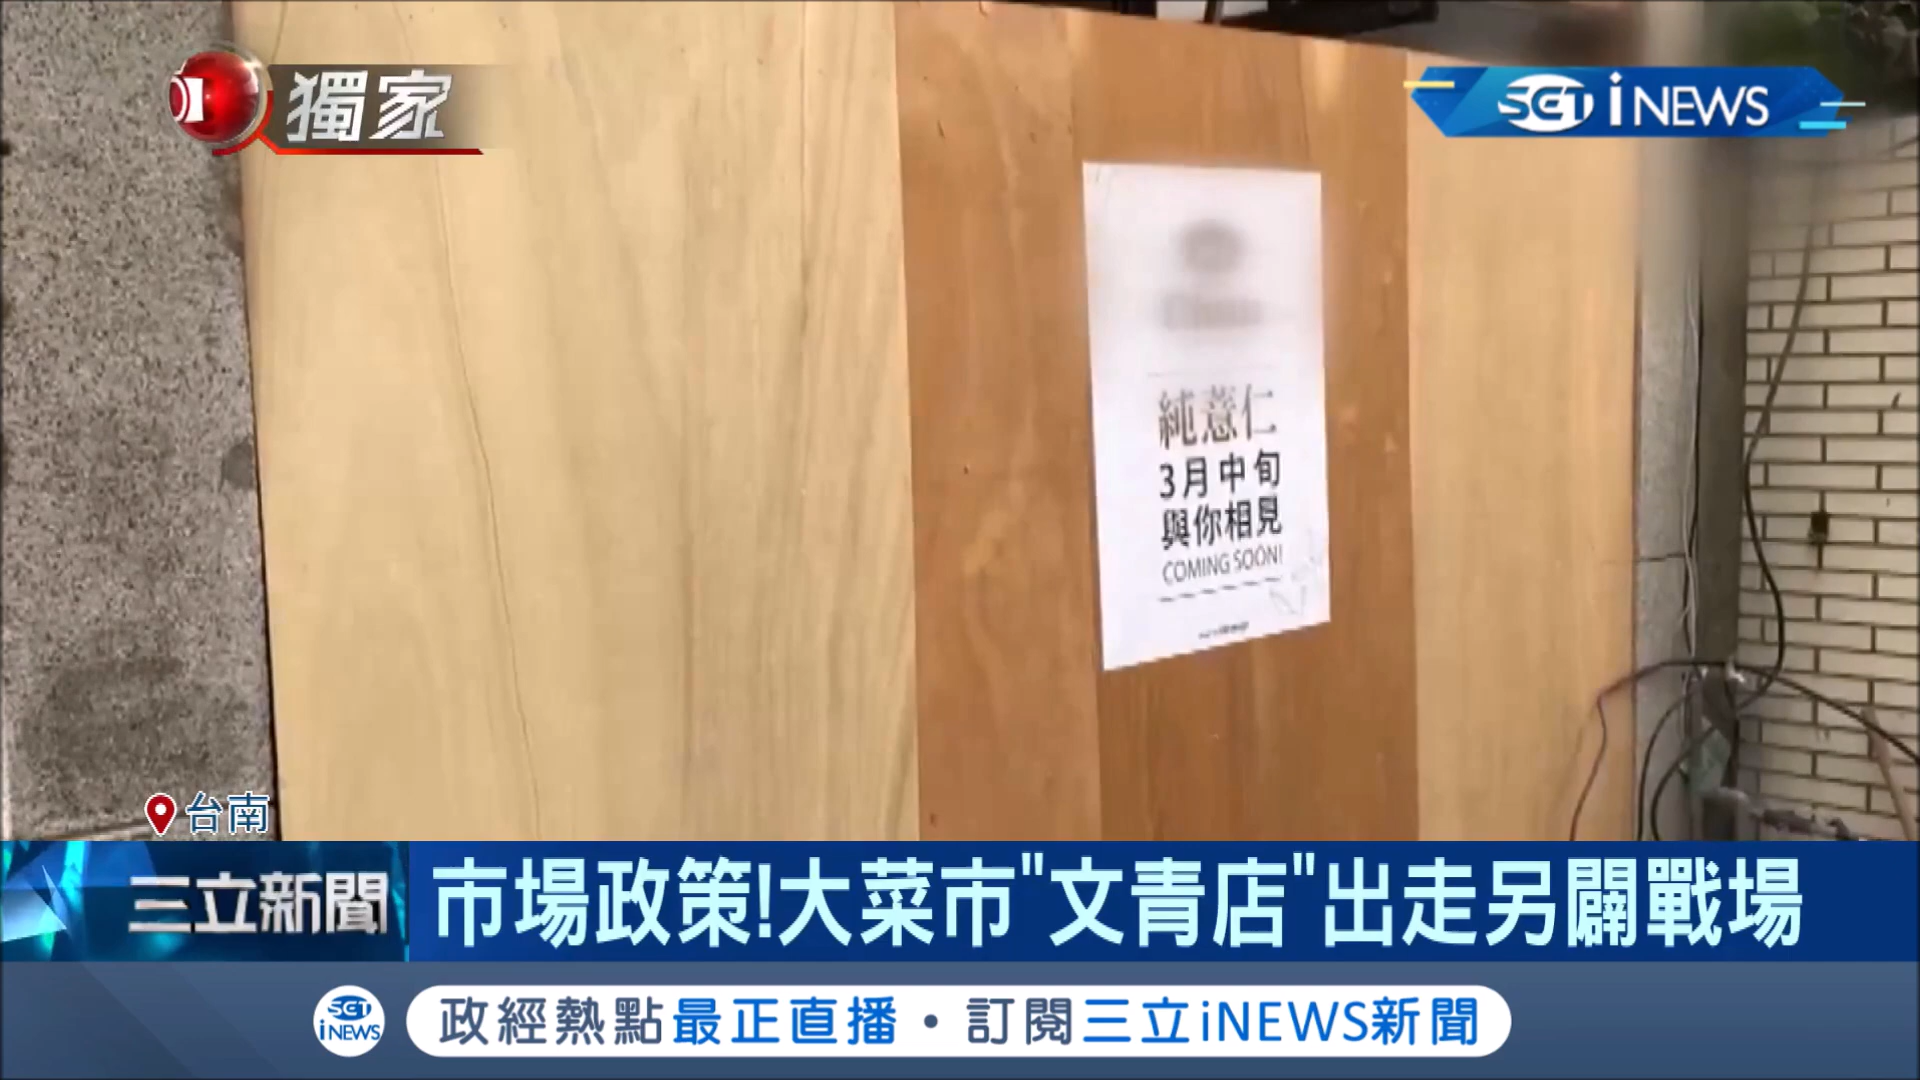 獨家
SET iNEWS
純薏仁
3月中旬
與你相見
COMING SOON!
台南
三立新聞
市場政策!大菜市"文青店"出走另闢戰場
SET
iNEWS
政經熱點最正直播・訂閱三立iNEWS新聞